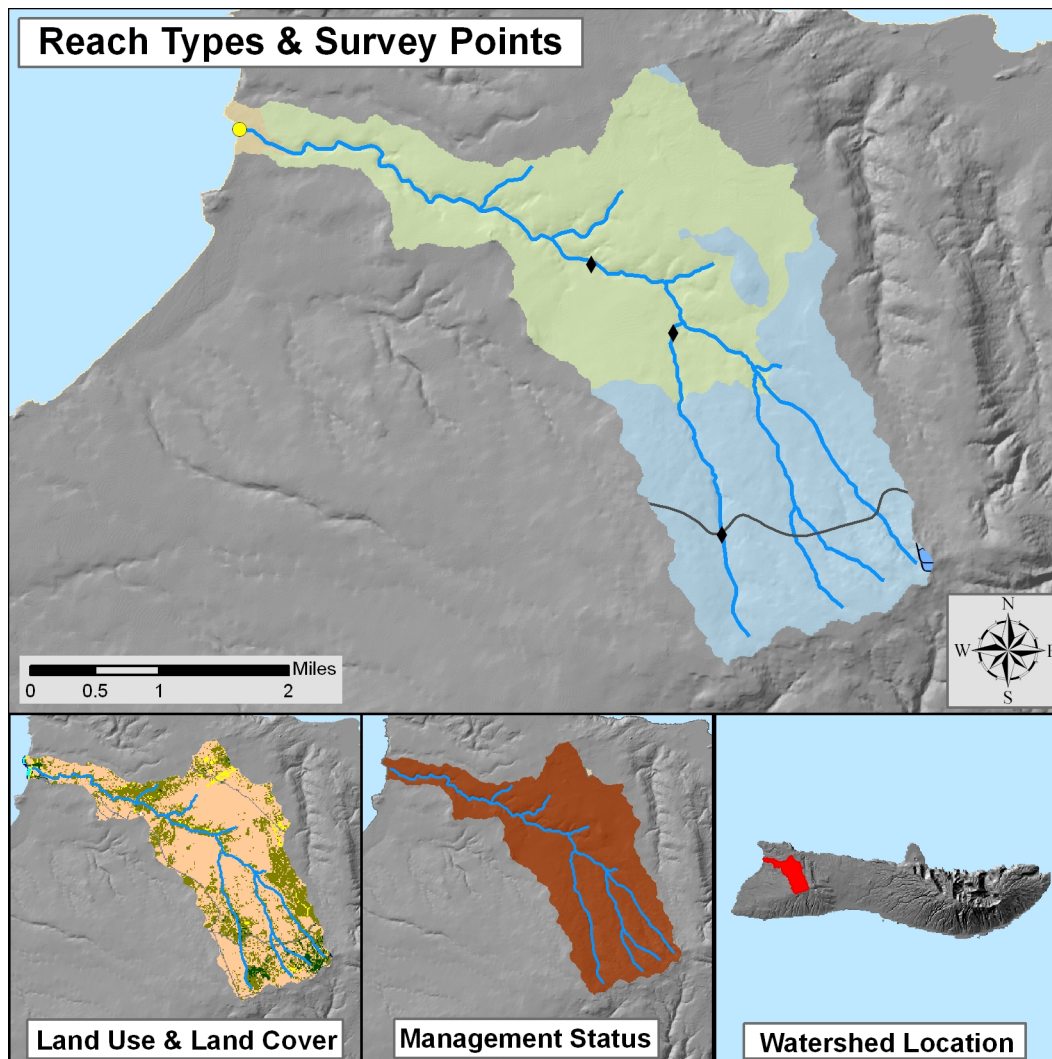 Reach Types & Survey Points
N
W
E
S
Miles
0 0.5 1 2
Land Use & Land Cover
Management Status
Watershed Location